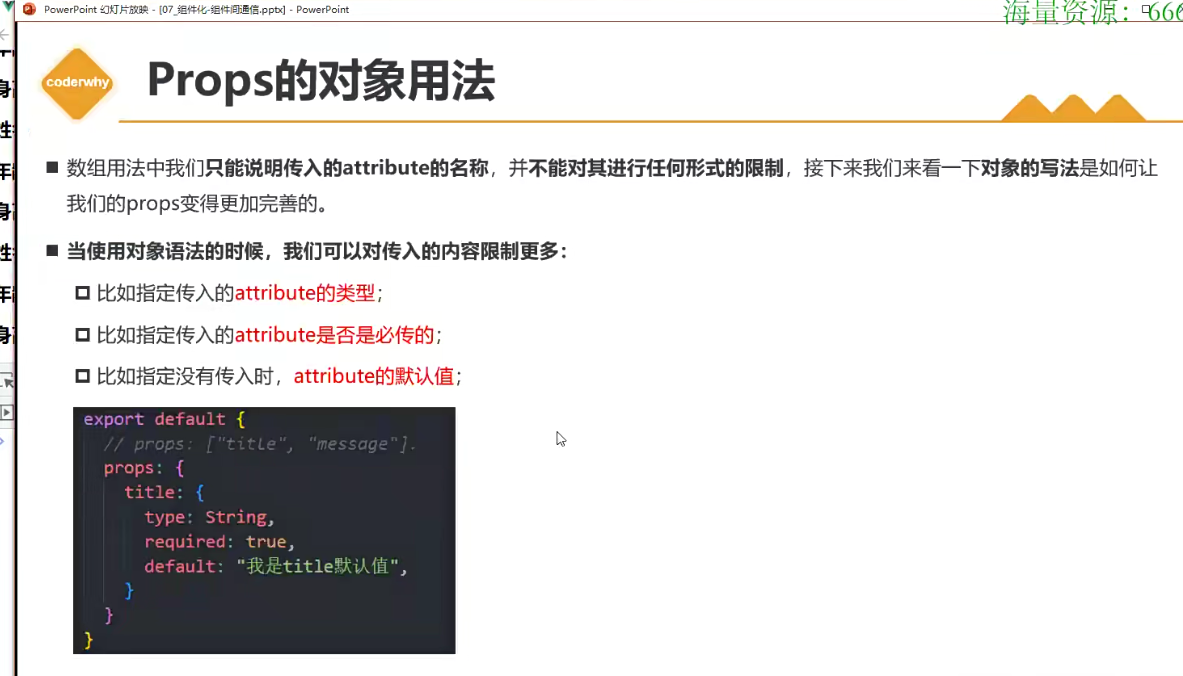 PowerPoint 幻灯片放映 - [07_组件化-组件间通信.pptx] - PowerPoint
海量资源：666
coderwhy
Props的对象用法
数组用法中我们只能说明传入的attribute的名称，并不能对其进行任何形式的限制，接下来我们来看一下对象的写法是如何让
我们的props变得更加完善的。
当使用对象语法的时候，我们可以对传入的内容限制更多：
比如指定传入的attribute的类型；
比如指定传入的attribute是否是必传的；
比如指定没有传入时，attribute的默认值；
export default {
// props: ["title", "message"].
props: {
title: {
type: String,
required: true,
default: "我是title默认值",
}
}
}